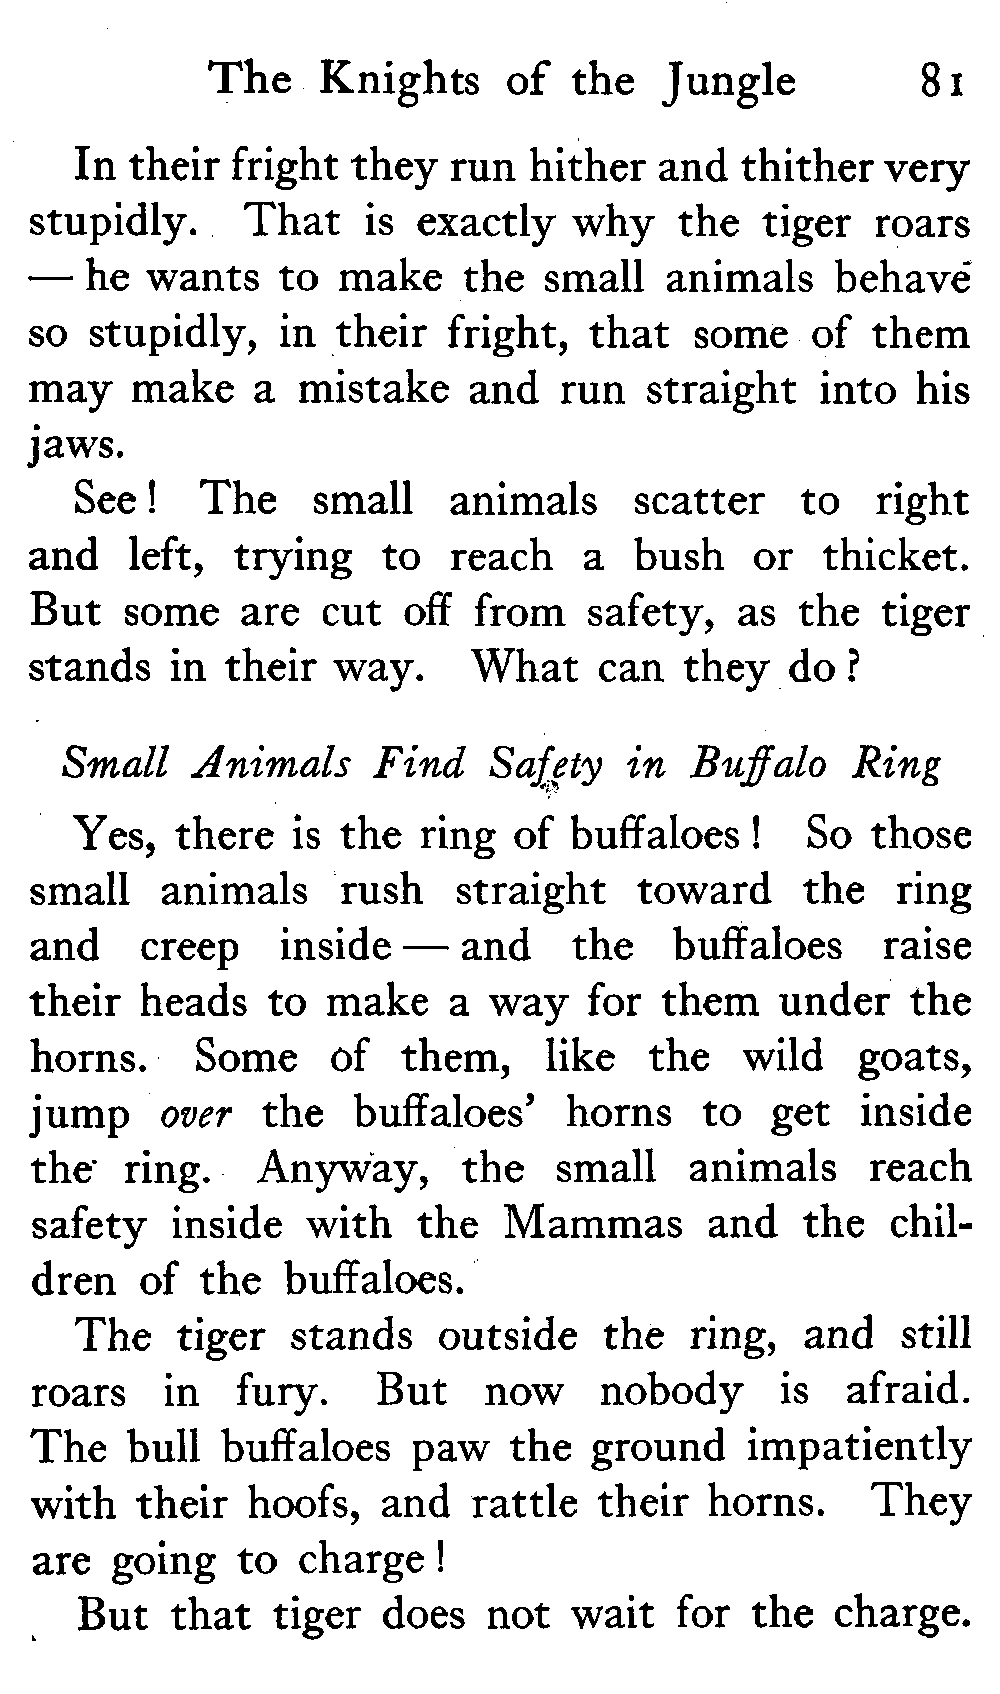 The Knights of the Jungle 81
In their fright they run hither and thither very
stupidly. That is exactly why the tiger roars
— he wants to make the small animals behave
so stupidly, in their fright, that some of them
may make a mistake and run straight into his
jaws.
See! The small animals scatter to right
and left, trying to reach a bush or thicket.
But some are cut off from safety, as the tiger
stands in their way. What can they do?
Small Animals Find Safety in Buffalo Ring
Yes, there is the ring of buffaloes! So those
small animals rush straight toward the ring
and creep inside — and the buffaloes raise
their heads to make a way for them under the
horns. Some of them, like the wild goats,
jump over the buffaloes' horns to get inside
the ring. Anyway, the small animals reach
safety inside with the Mammas and the chil-
dren of the buffaloes.
The tiger stands outside the ring, and still
roars in fury. But now nobody is afraid.
The bull buffaloes paw the ground impatiently
with their hoofs, and rattle their horns. They
are going to charge!
But that tiger does not wait for the charge.